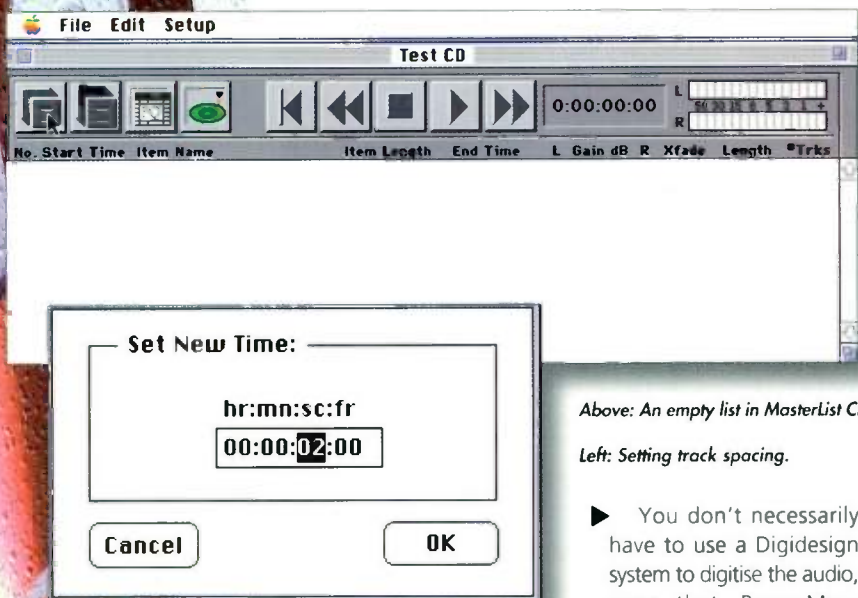 File Edit Setup
Test CD
0:00:00:00
L
R
No. Start Time Item Name Item Length End Time L Gain dB R Xfade Length #Trks
Set New Time:
hr:mn:sc:fr
00:00:02:00
Cancel OK
Above: An empty list in MasterList
Left: Setting track spacing.
▶ You don't necessarily
have to use a Digidesign
system to digitise the audio,